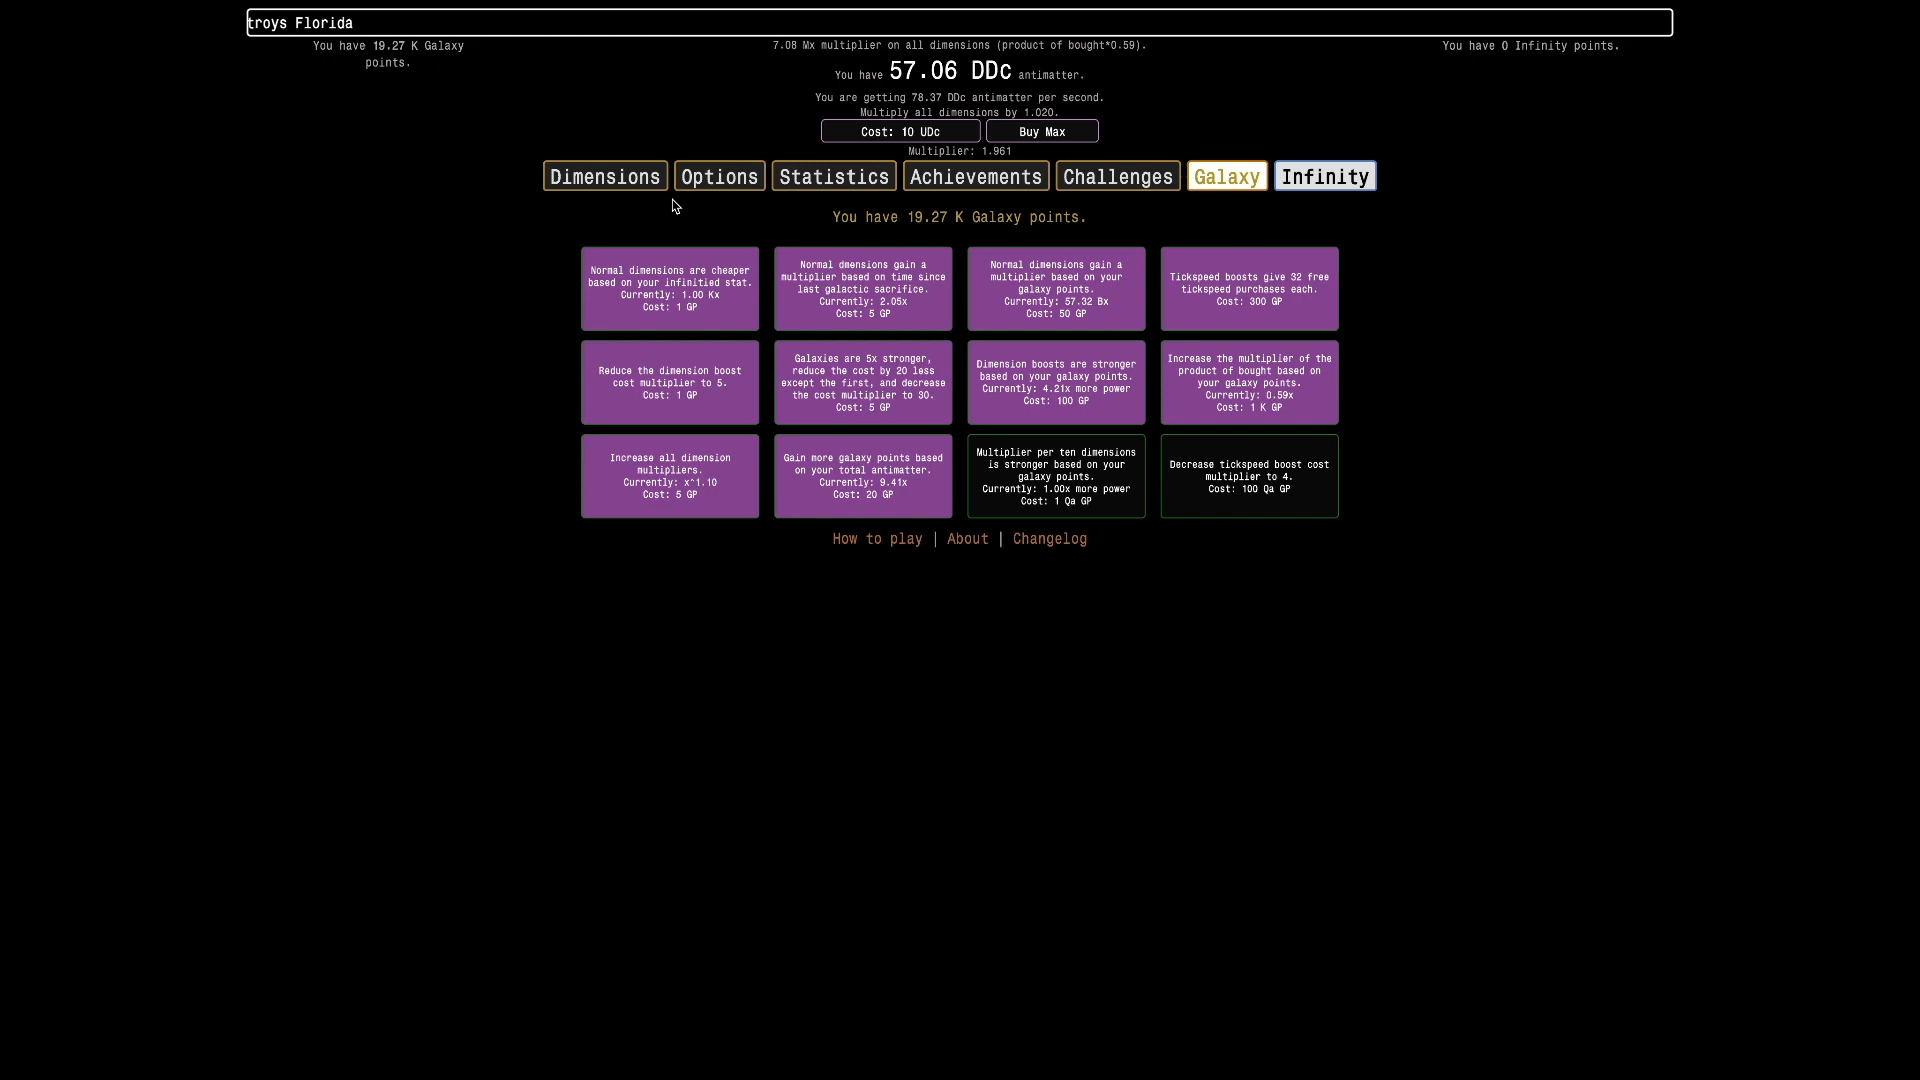 troys Florida
You have 19.27 K Galaxy
points.
7.08 Mx multiplier on all dimensions (product of bought*0.59).
You have 0 Infinity points.
You have 57.06 DDc antimatter.
You are getting 78.37 DDc antimatter per second.
Multiply all dimensions by 1.020.
Cost: 10 UDc Buy Max
Multiplier: 1.961
Dimensions Options Statistics Achievements Challenges Galaxy Infinity
You have 19.27 K Galaxy points.
Normal dimensions are cheaper
based on your infinitied stat.
Currently: 1.00 Kx
Cost: 1 GP
Normal dmensions gain a
multiplier based on time since
last galactic sacrifice.
Currently: 2.05x
Cost: 5 GP
Normal dimensions gain a
multiplier based on your
galaxy points.
Currently: 57.32 Bx
Cost: 50 GP
Tickspeed boosts give 32 free
tickspeed purchases each.
Cost: 300 GP
Reduce the dimension boost
cost multiplier to 5.
Cost: 1 GP
Galaxies are 5x stronger,
reduce the cost by 20 less
except the first, and decrease
the cost multiplier to 30.
Cost: 5 GP
Dimension boosts are stronger
based on your galaxy points.
Currently: 4.21x more power
Cost: 100 GP
Increase the multiplier of the
product of bought based on
your galaxy points.
Currently: 0.59x
Cost: 1 K GP
Increase all dimension
multipliers.
Currently: x^1.10
Cost: 5 GP
Gain more galaxy points based
on your total antimatter.
Currently: 9.41x
Cost: 20 GP
Multiplier per ten dimensions
is stronger based on your
galaxy points.
Currently: 1.00x more power
Cost: 1 Qa GP
Decrease tickspeed boost cost
multiplier to 4.
Cost: 100 Qa GP
How to play | About | Changelog